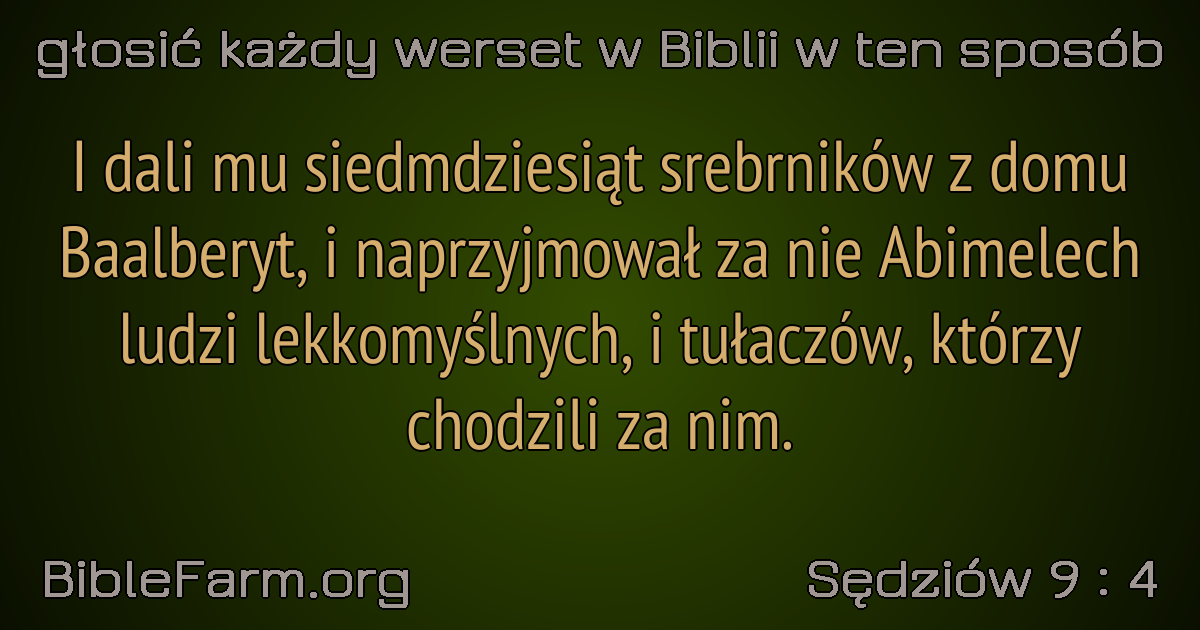 głosić każdy werset w Biblii w ten sposób
I dali mu siedmdziesiąt srebrników z domu
Baalberyt, i naprzyjmował za nie Abimelech
ludzi lekkomyślnych, i tułaczów, którzy
chodzili za nim.
BibleFarm.org
Sędziów 9 : 4